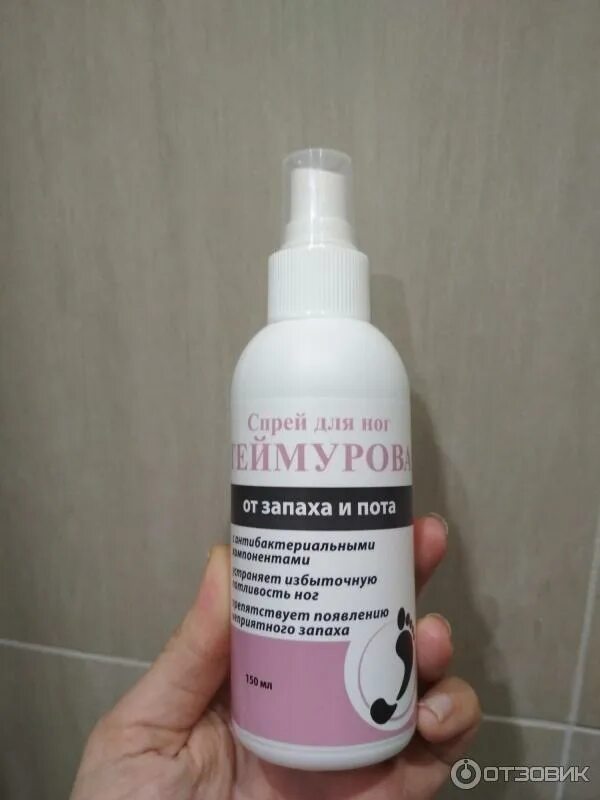 Спрей для ног
ТЕЙМУРОВА
от запаха и пота
с антибактериальными
компонентами
устраняет избыточную
потливость ног
препятствует появлению
неприятного запаха
150 мл
ОТЗОВИК